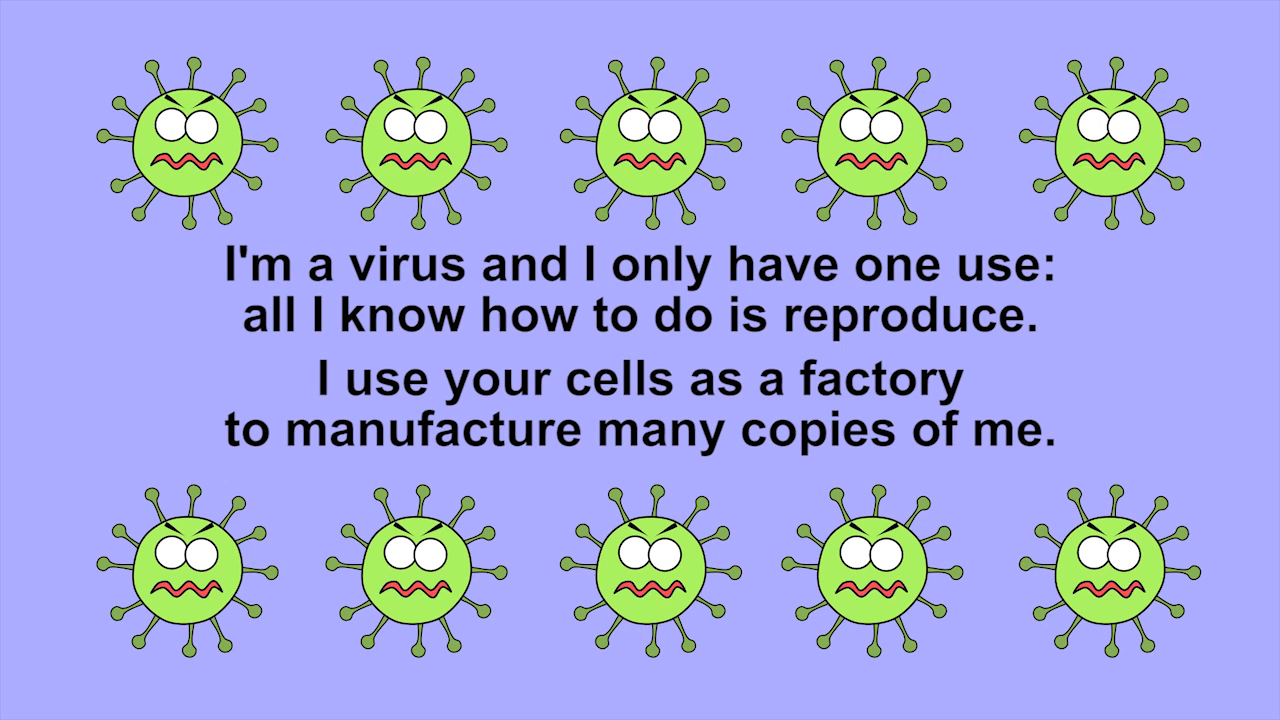 I'm a virus and I only have one use:
all I know how to do is reproduce.
I use your cells as a factory
to manufacture many copies of me.